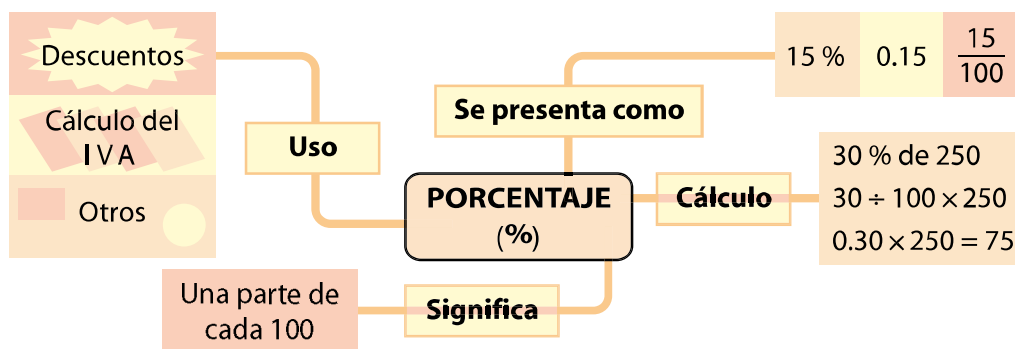 Descuentos
Cálculo del
IVA
Otros
Uso
Se presenta como
15 %
0.15
15
100
PORCENTAJE
(%)
Cálculo
30 % de 250
30 ÷ 100 × 250
0.30 × 250 = 75
Una parte de
cada 100
Significa